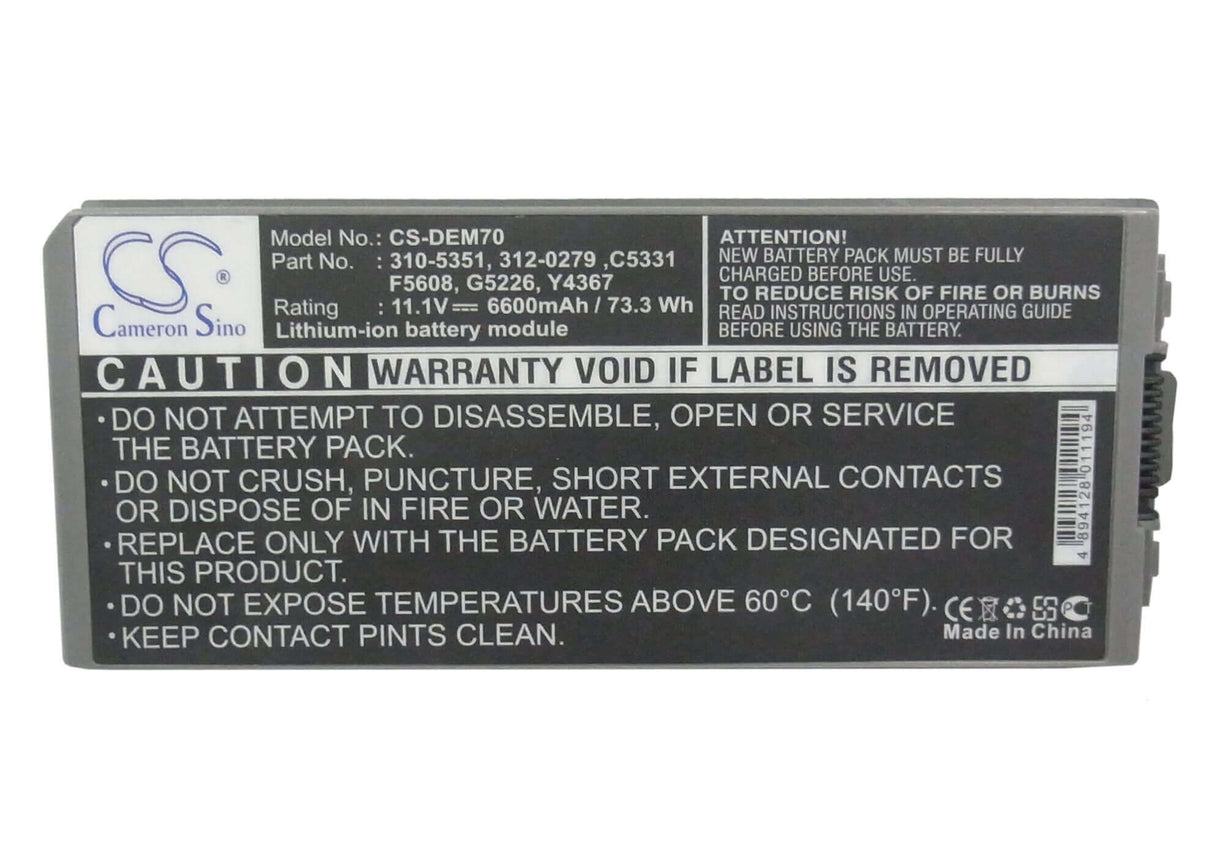 CS
®
Cameron Sino
Model No.: CS-DEM70
Part No. : 310-5351, 312-0279 ,C5331
F5608, G5226, Y4367
Rating : 11.1V⎓ 6600mAh / 73.3 Wh
Lithium-ion battery module
ATTENTION!
NEW BATTERY PACK MUST BE FULLY
CHARGED BEFORE USE.
TO REDUCE RISK OF FIRE OR BURNS
READ INSTRUCTIONS IN OPERATING GUIDE
BEFORE USING THE BATTERY.
CAUTION WARRANTY VOID IF LABEL IS REMOVED
• DO NOT ATTEMPT TO DISASSEMBLE, OPEN OR SERVICE
THE BATTERY PACK.
• DO NOT CRUSH, PUNCTURE, SHORT EXTERNAL CONTACTS
OR DISPOSE OF IN FIRE OR WATER.
• REPLACE ONLY WITH THE BATTERY PACK DESIGNATED FOR
THIS PRODUCT.
• DO NOT EXPOSE TEMPERATURES ABOVE 60°C (140°F).
• KEEP CONTACT PINTS CLEAN.
4 894128 011194
CE
Made In China